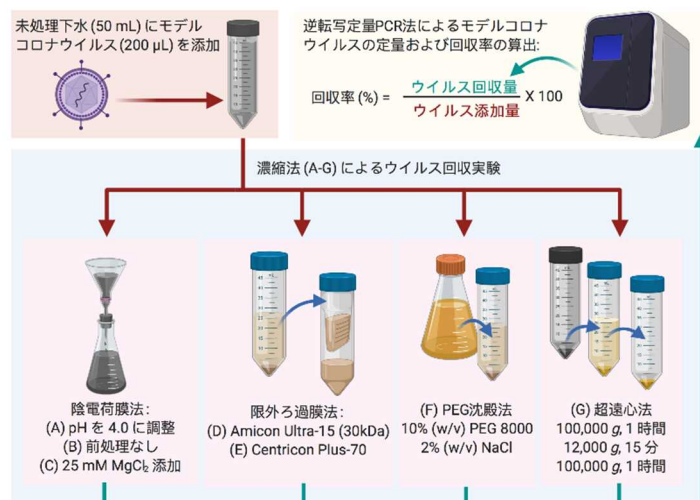 未処理下水 (50 mL) にモデル
コロナウイルス (200 µL) を添加
逆転写定量PCR法によるモデルコロナ
ウイルスの定量および回収率の算出:
回収率 (%) = ウイルス回収量 X 100
ウイルス添加量
濃縮法 (A-G) によるウイルス回収実験
陰電荷膜法:
(A) pH を 4.0 に調整
(B) 前処理なし
(C) 25 mM MgCl₂ 添加
限外ろ過膜法:
(D) Amicon Ultra-15 (30kDa)
(E) Centricon Plus-70
(F) PEG沈殿法
10% (w/v) PEG 8000
2% (w/v) NaCl
(G) 超遠心法
100,000 g, 1 時間
12,000 g, 15 分
100,000 g, 1 時間